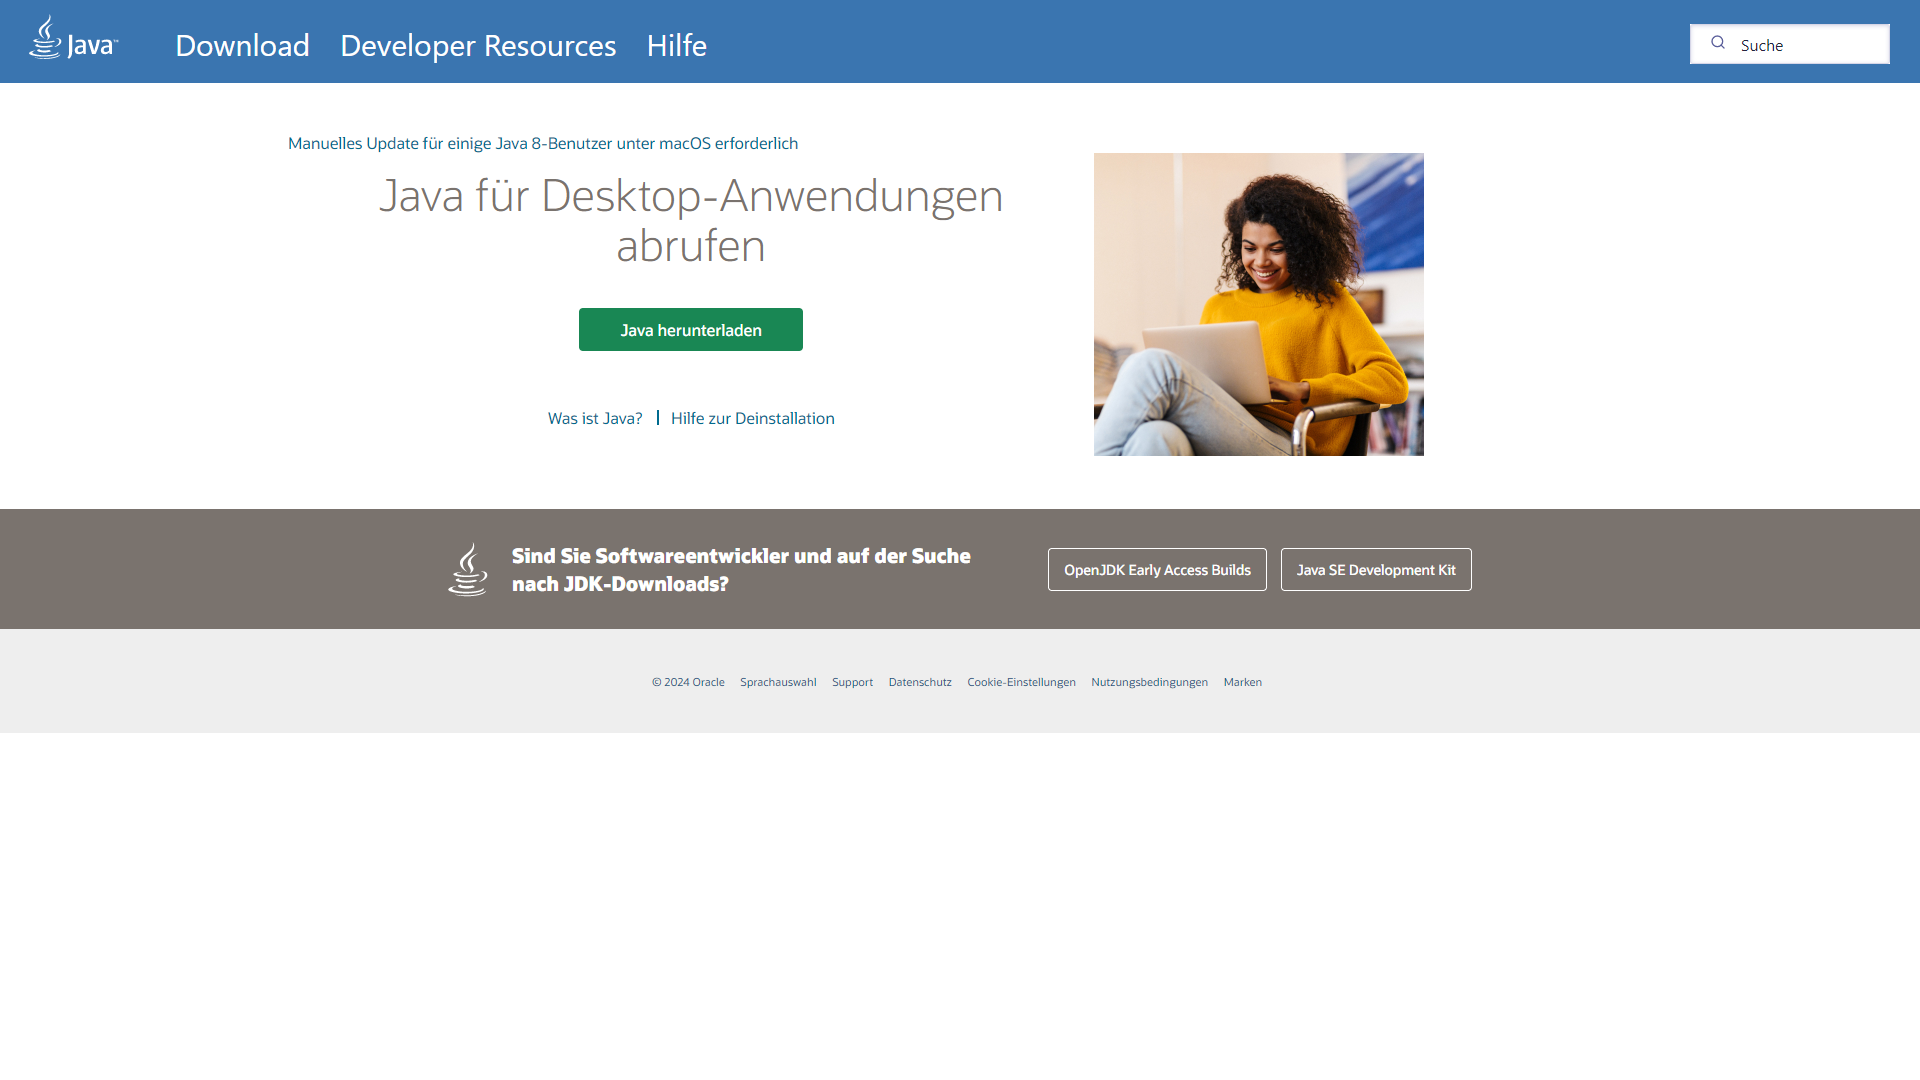 Java™
Download
Developer Resources
Hilfe
Suche
Manuelles Update für einige Java 8-Benutzer unter macOS erforderlich
Java für Desktop-Anwendungen
abrufen
Java herunterladen
Was ist Java?
Hilfe zur Deinstallation
Sind Sie Softwareentwickler und auf der Suche
nach JDK-Downloads?
OpenJDK Early Access Builds
Java SE Development Kit
© 2024 Oracle
Sprachauswahl
Support
Datenschutz
Cookie-Einstellungen
Nutzungsbedingungen
Marken